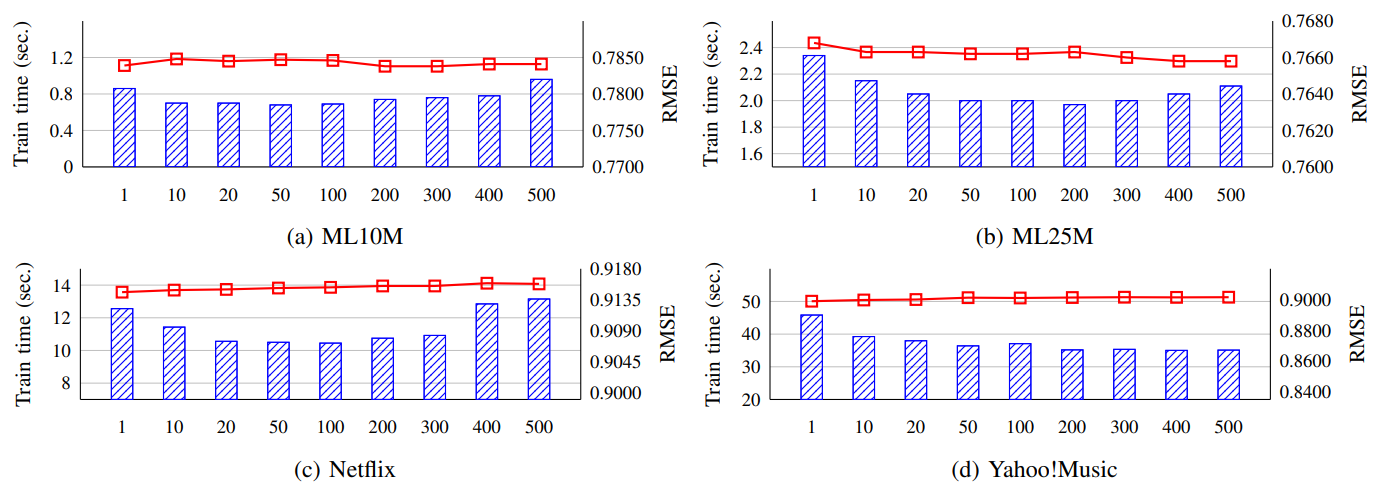 Train time (sec.)
1.2
0.8
0.4
0
0.7850
0.7800
0.7750
0.7700
RMSE
1 10 20 50 100 200 300 400 500
(a) ML10M
Train time (sec.)
2.4
2.2
2.0
1.8
1.6
0.7680
0.7660
0.7640
0.7620
0.7600
RMSE
1 10 20 50 100 200 300 400 500
(b) ML25M
Train time (sec.)
14
12
10
8
0.9180
0.9135
0.9090
0.9045
0.9000
RMSE
1 10 20 50 100 200 300 400 500
(c) Netflix
Train time (sec.)
50
40
30
20
0.9000
0.8800
0.8600
0.8400
RMSE
1 10 20 50 100 200 300 400 500
(d) Yahoo!Music